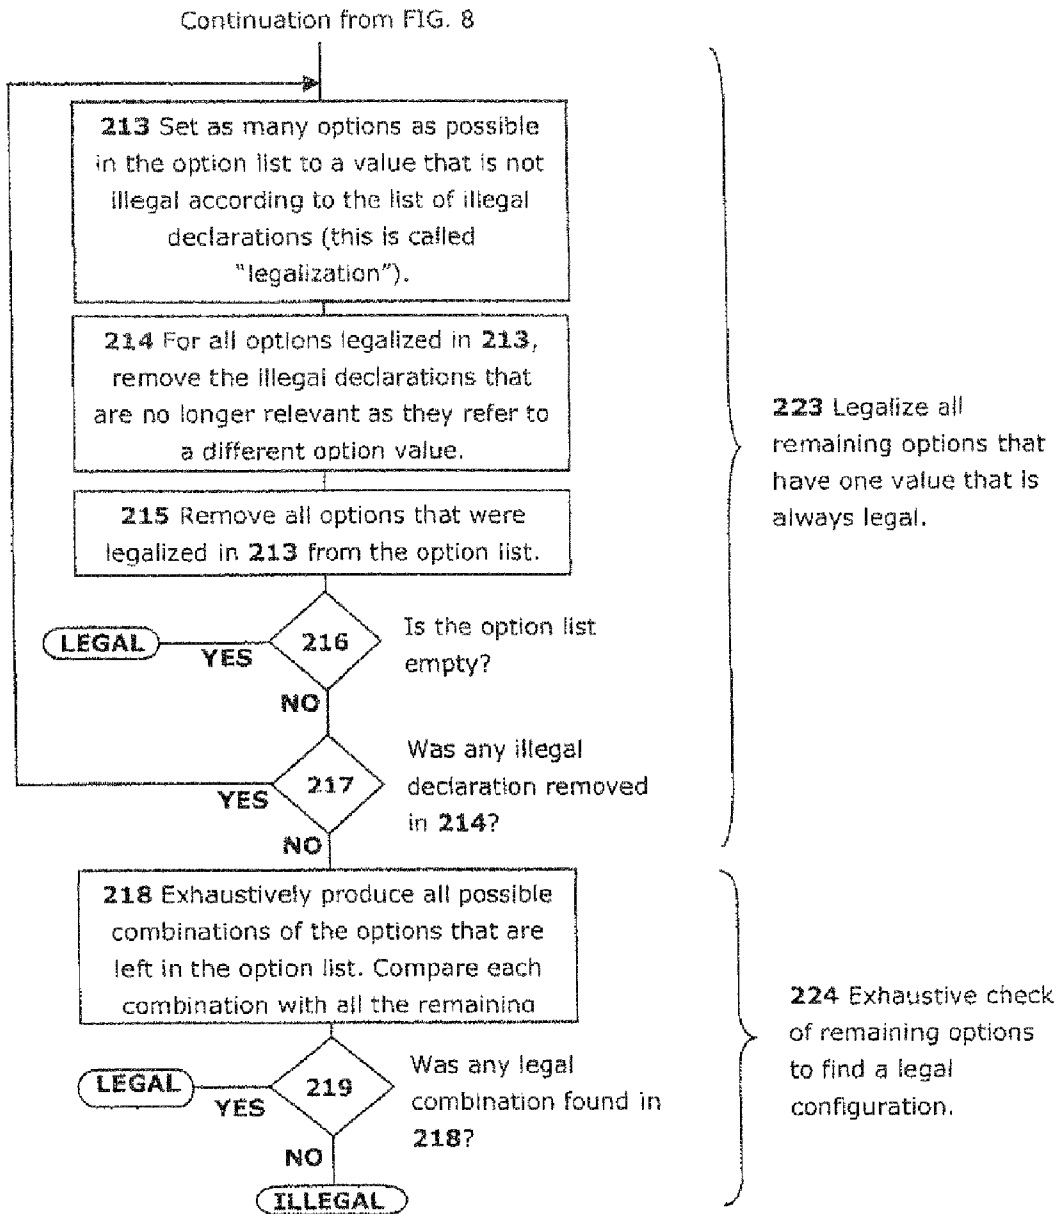 Continuation from FIG. 8
213 Set as many options as possible
in the option list to a value that is not
illegal according to the list of illegal
declarations (this is called
"legalization").
214 For all options legalized in 213,
remove the illegal declarations that
are no longer relevant as they refer to
a different option value.
223 Legalize all
remaining options that
have one value that is
always legal.
215 Remove all options that were
legalized in 213 from the option list.
LEGAL
YES
216
Is the option list
empty?
NO
YES
217
Was any illegal
declaration removed
in 214?
NO
218 Exhaustively produce all possible
combinations of the options that are
left in the option list. Compare each
combination with all the remaining
224 Exhaustive check
of remaining options
to find a legal
configuration.
LEGAL
YES
219
Was any legal
combination found in
218?
NO
ILLEGAL